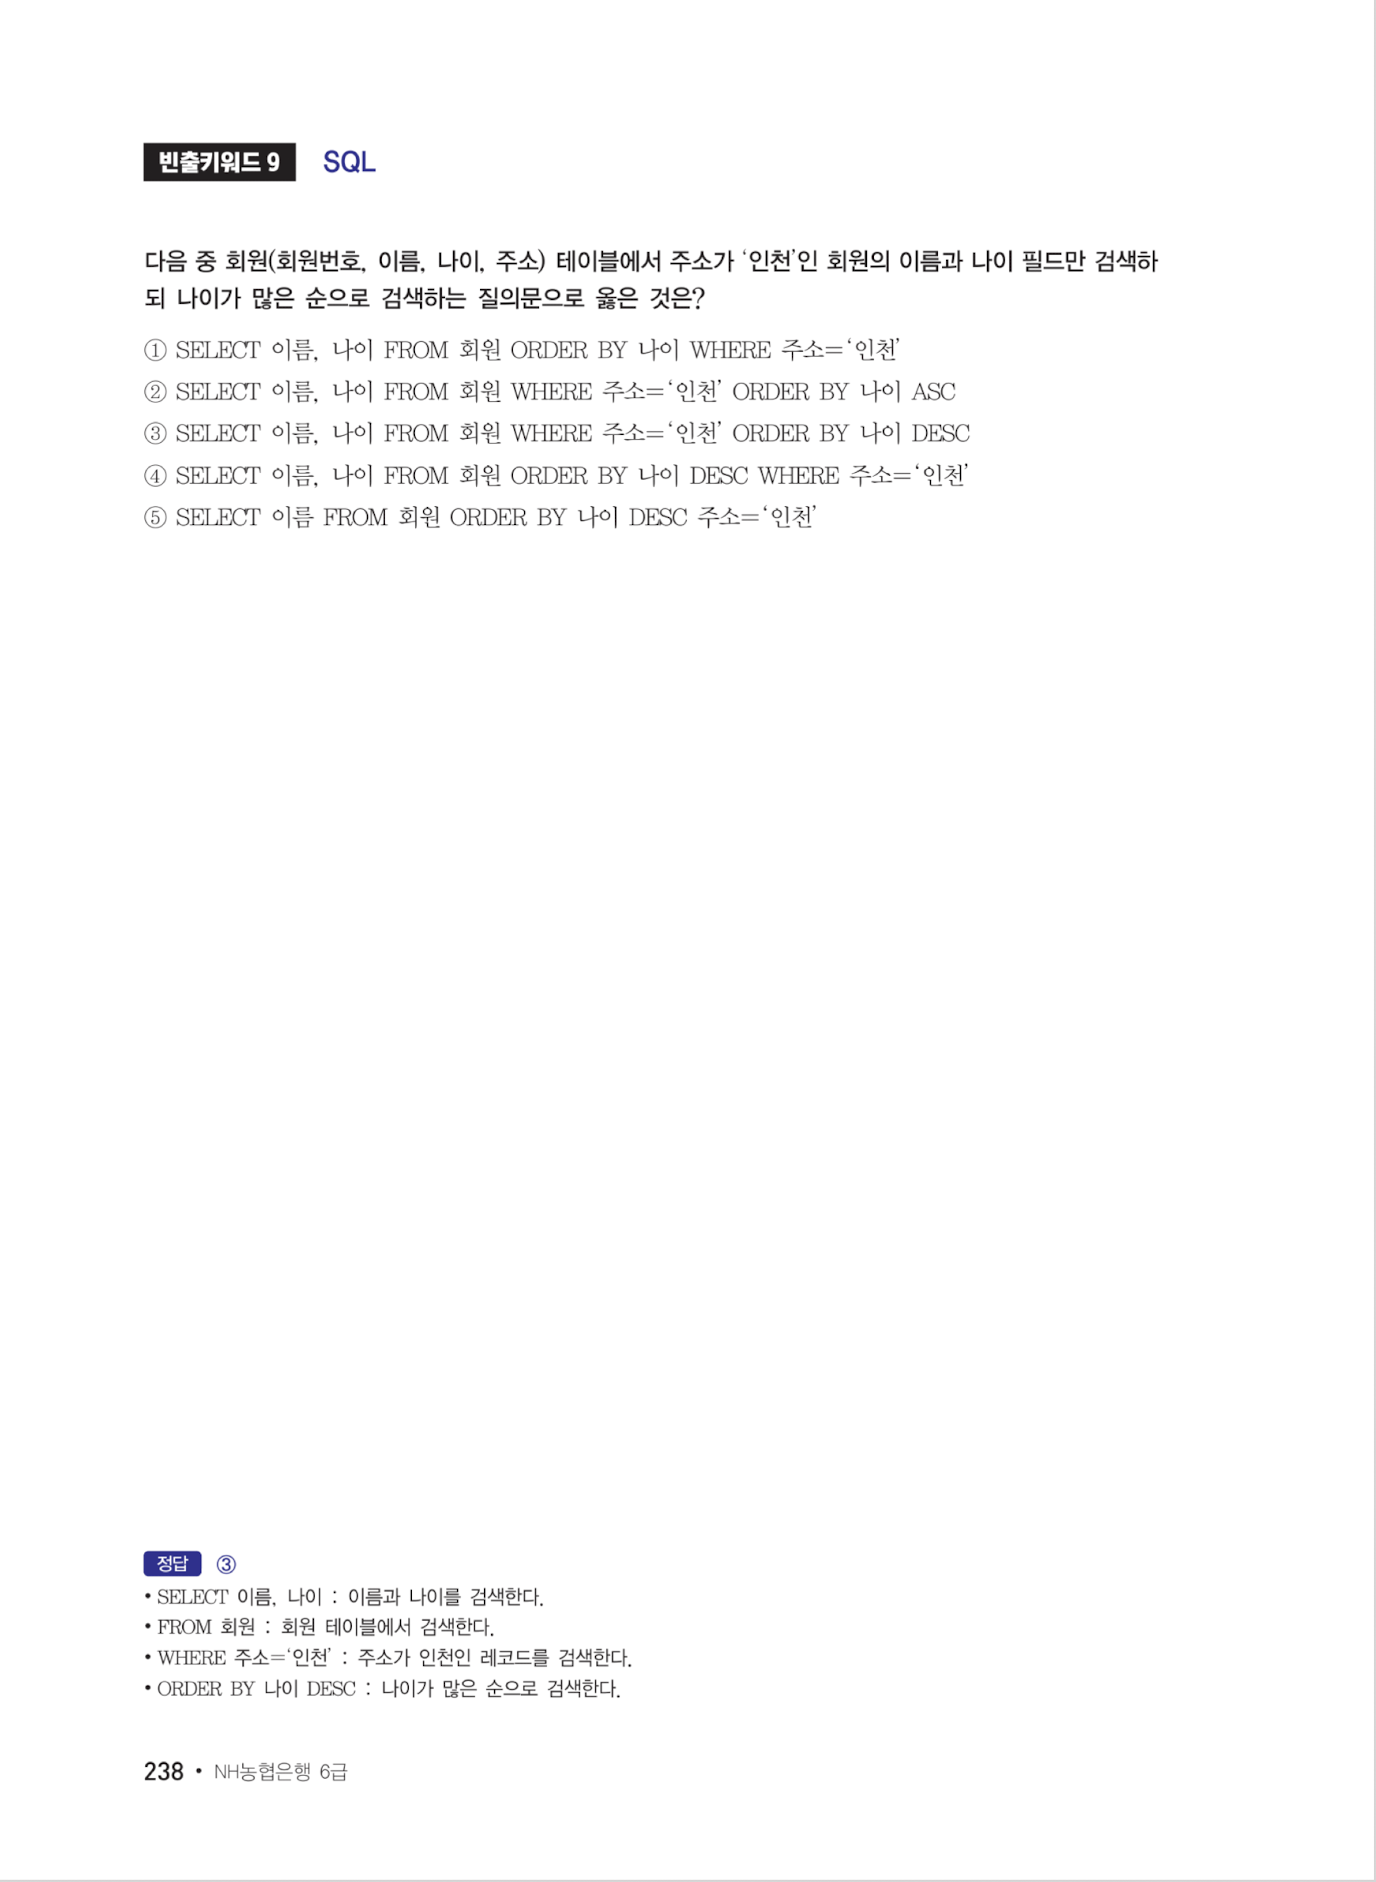 빈출키워드 9 SQL
다음 중 회원(회원번호, 이름, 나이, 주소) 테이블에서 주소가 ‘인천’인 회원의 이름과 나이 필드만 검색하
되 나이가 많은 순으로 검색하는 질의문으로 옳은 것은?
① SELECT 이름, 나이 FROM 회원 ORDER BY 나이 WHERE 주소=‘인천’
② SELECT 이름, 나이 FROM 회원 WHERE 주소=‘인천’ ORDER BY 나이 ASC
③ SELECT 이름, 나이 FROM 회원 WHERE 주소=‘인천’ ORDER BY 나이 DESC
④ SELECT 이름, 나이 FROM 회원 ORDER BY 나이 DESC WHERE 주소=‘인천’
⑤ SELECT 이름 FROM 회원 ORDER BY 나이 DESC 주소=‘인천’
정답 ③
• SELECT 이름, 나이 : 이름과 나이를 검색한다.
• FROM 회원 : 회원 테이블에서 검색한다.
• WHERE 주소=‘인천’ : 주소가 인천인 레코드를 검색한다.
• ORDER BY 나이 DESC : 나이가 많은 순으로 검색한다.
238 • NH농협은행 6급